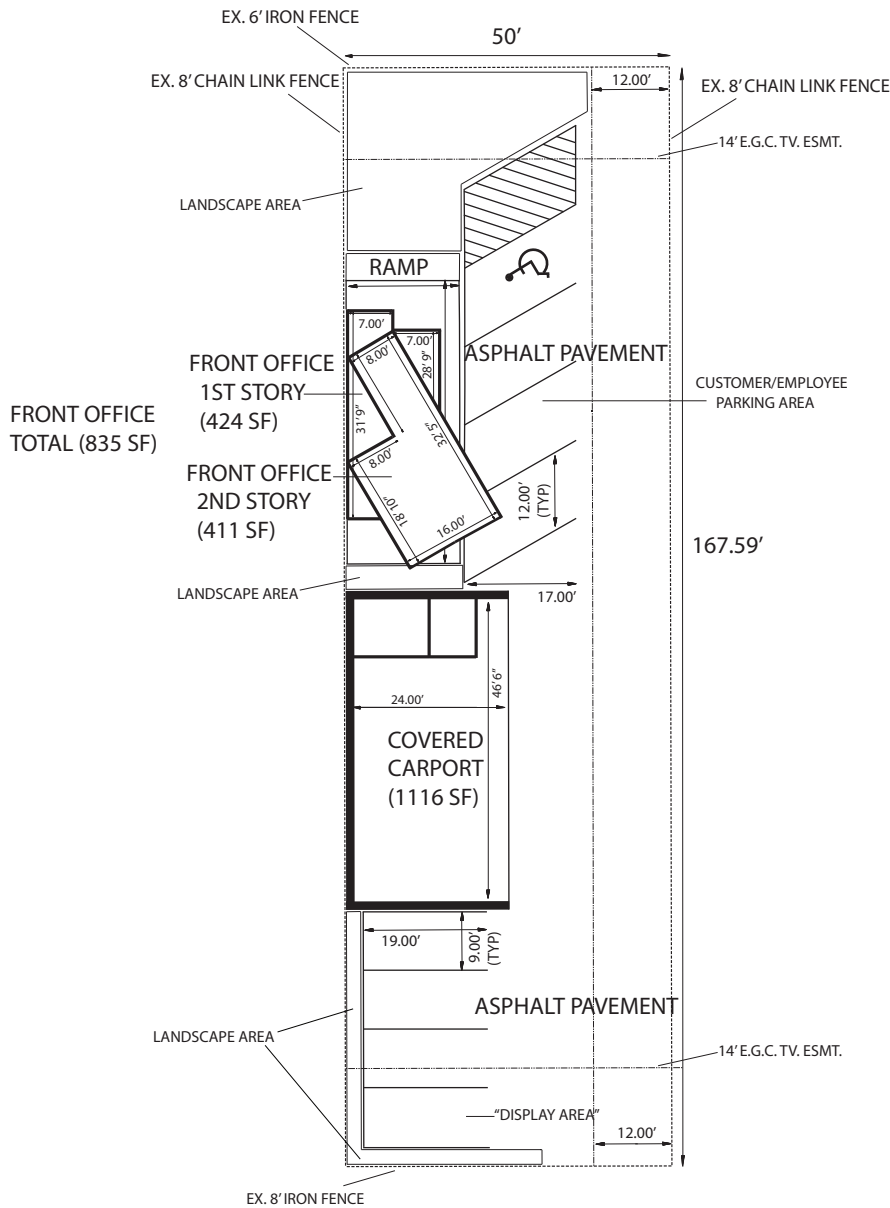 EX. 6' IRON FENCE
50'
EX. 8' CHAIN LINK FENCE
12.00'
EX. 8' CHAIN LINK FENCE
14' E.G.C. TV. ESMT.
LANDSCAPE AREA
RAMP
7.00'
7.00'
8.00'
28' 9"
ASPHALT PAVEMENT
FRONT OFFICE
1ST STORY
(424 SF)
CUSTOMER/EMPLOYEE
PARKING AREA
FRONT OFFICE
TOTAL (835 SF)
31' 9"
32'5"
8.00'
FRONT OFFICE
2ND STORY
(411 SF)
18' 10"
16.00'
12.00'
(TYP)
167.59'
LANDSCAPE AREA
17.00'
46' 6"
24.00'
COVERED
CARPORT
(1116 SF)
19.00'
9.00'
(TYP)
ASPHALT PAVEMENT
LANDSCAPE AREA
14' E.G.C. TV. ESMT.
"DISPLAY AREA"
12.00'
EX. 8' IRON FENCE